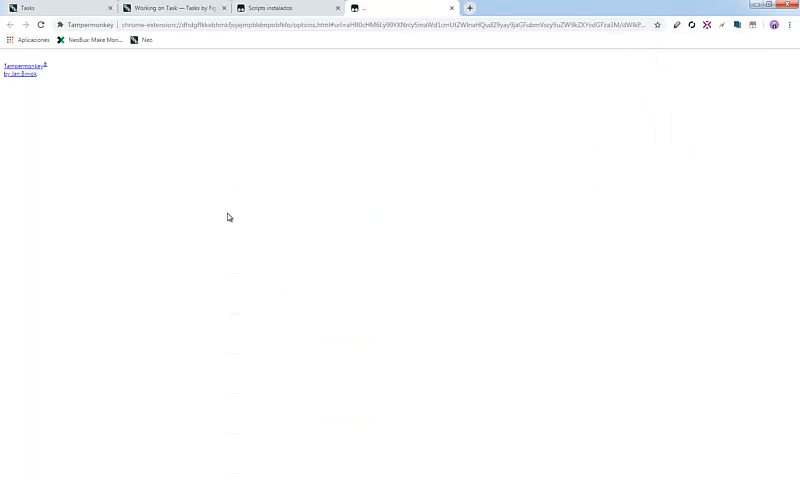 Tasks
Working on Task — Tasks by Fig
Scripts instalados
Tampermonkey
Aplicaciones
NeoBux: Make Mon...
Neo
Tampermonkey®
by Jan Biniok